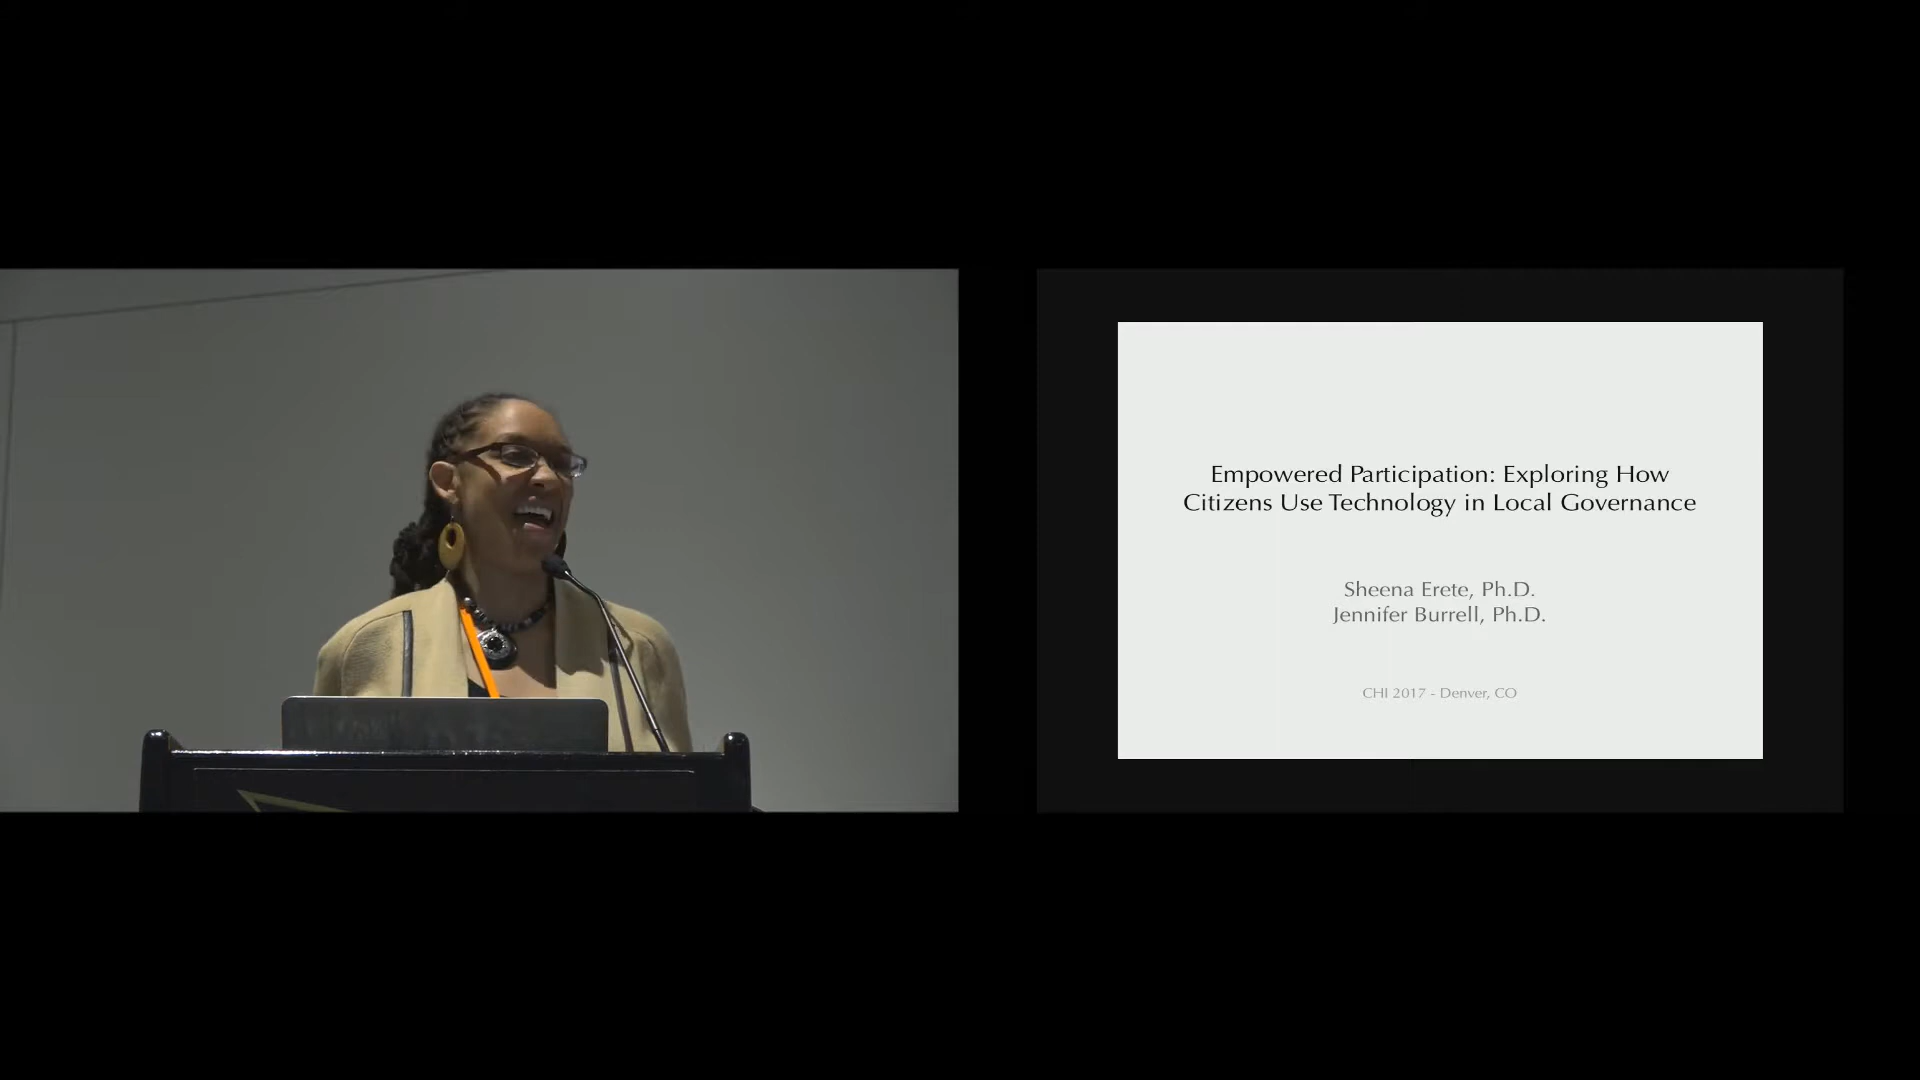 Empowered Participation: Exploring How
Citizens Use Technology in Local Governance
Sheena Erete, Ph.D.
Jennifer Burrell, Ph.D.
CHI 2017 - Denver, CO